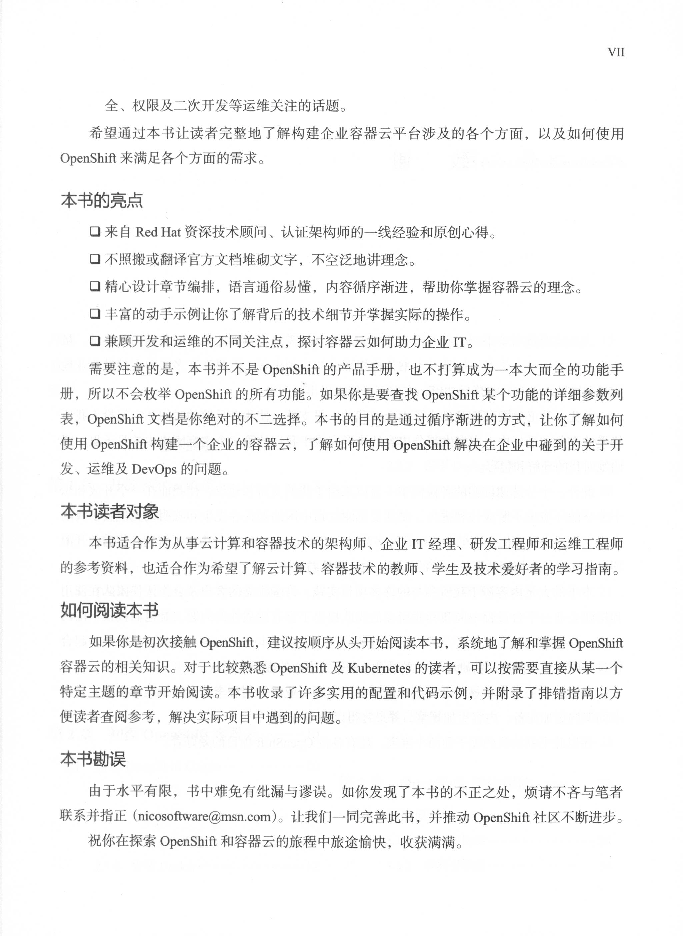 VII
全、权限及二次开发等运维关注的话题。
希望通过本书让读者完整地了解构建企业容器云平台涉及的各个方面，以及如何使用
OpenShift 来满足各个方面的需求。
本书的亮点
❏ 来自 Red Hat 资深技术顾问、认证架构师的一线经验和原创心得。
❏ 不照搬或翻译官方文档堆砌文字，不空泛地讲理念。
❏ 精心设计章节编排，语言通俗易懂，内容循序渐进，帮助你掌握容器云的理念。
❏ 丰富的动手示例让你了解背后的技术细节并掌握实际的操作。
❏ 兼顾开发和运维的不同关注点，探讨容器云如何助力企业 IT。
需要注意的是，本书并不是 OpenShift 的产品手册，也不打算成为一本大而全的功能手
册，所以不会枚举 OpenShift 的所有功能。如果你是要查找 OpenShift 某个功能的详细参数列
表，OpenShift 文档是你绝对的不二选择。本书的目的是通过循序渐进的方式，让你了解如何
使用 OpenShift 构建一个企业的容器云，了解如何使用 OpenShift 解决在企业中碰到的关于开
发、运维及 DevOps 的问题。
本书读者对象
本书适合作为从事云计算和容器技术的架构师、企业 IT 经理、研发工程师和运维工程师
的参考资料，也适合作为希望了解云计算、容器技术的教师、学生及技术爱好者的学习指南。
如何阅读本书
如果你是初次接触 OpenShift，建议按顺序从头开始阅读本书，系统地了解和掌握 OpenShift
容器云的相关知识。对于比较熟悉 OpenShift 及 Kubernetes 的读者，可以按需要直接从某一个
特定主题的章节开始阅读。本书收录了许多实用的配置和代码示例，并附录了排错指南以方
便读者查阅参考，解决实际项目中遇到的问题。
本书勘误
由于水平有限，书中难免有纰漏与谬误。如你发现了本书的不正之处，烦请不吝与笔者
联系并指正（nicosoftware@msn.com）。让我们一同完善此书，并推动 OpenShift 社区不断进步。
祝你在探索 OpenShift 和容器云的旅程中旅途愉快，收获满满。